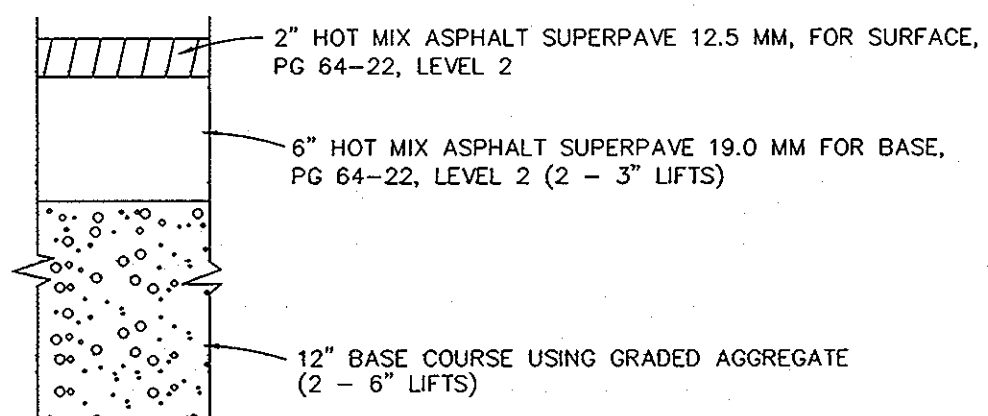 2” HOT MIX ASPHALT SUPERPAVE 12.5 MM, FOR SURFACE,
PG 64–22, LEVEL 2
6” HOT MIX ASPHALT SUPERPAVE 19.0 MM FOR BASE,
PG 64–22, LEVEL 2 (2 – 3” LIFTS)
12” BASE COURSE USING GRADED AGGREGATE
(2 – 6” LIFTS)